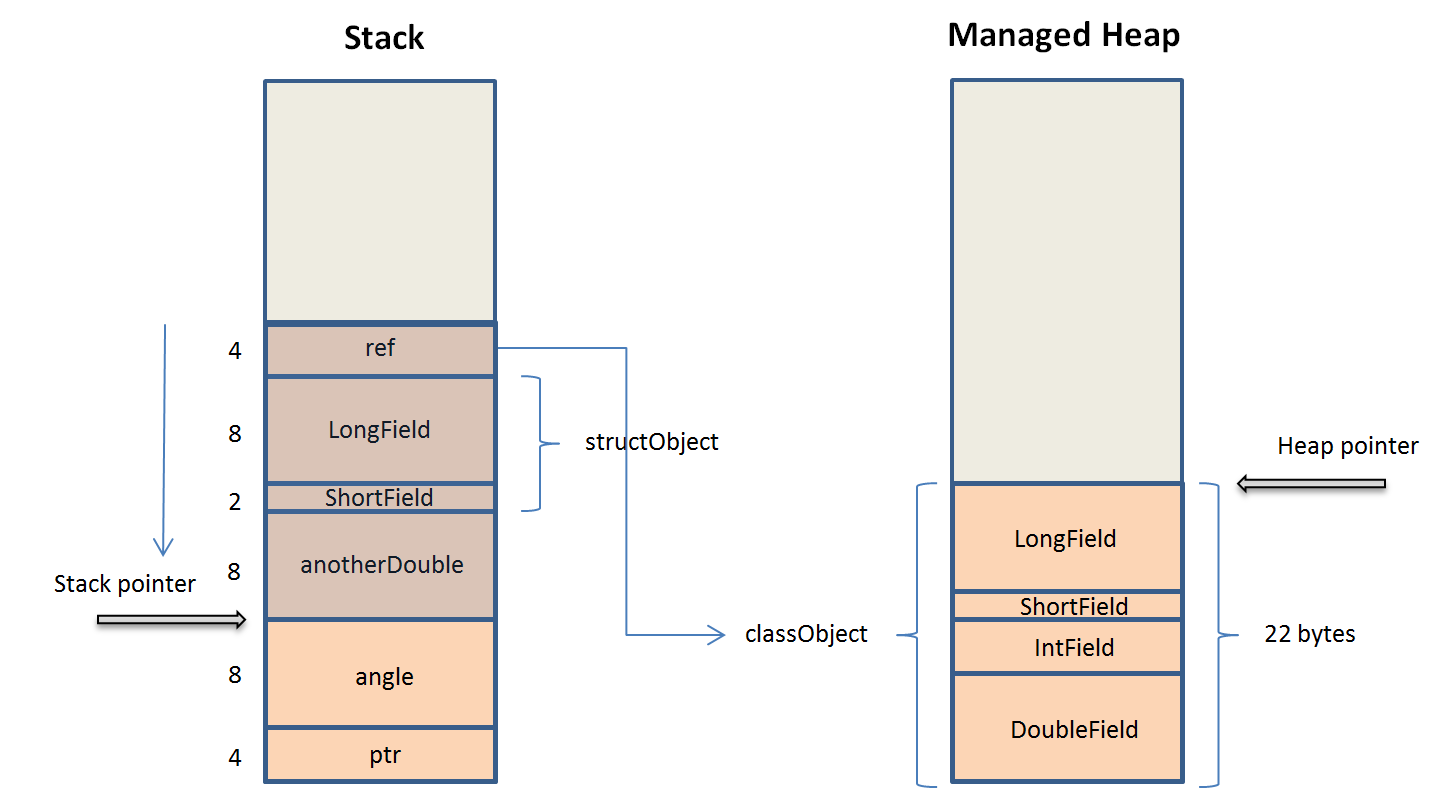 Stack
Managed Heap
4
ref
8
LongField
structObject
2
ShortField
8
anotherDouble
Stack pointer
8
angle
4
ptr
Heap pointer
LongField
ShortField
classObject
22 bytes
IntField
DoubleField